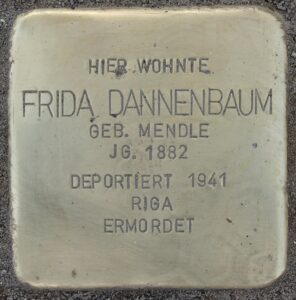 HIER WOHNTE
FRIDA DANNENBAUM
GEB. MENDLE
JG. 1882
DEPORTIERT 1941
RIGA
ERMORDET